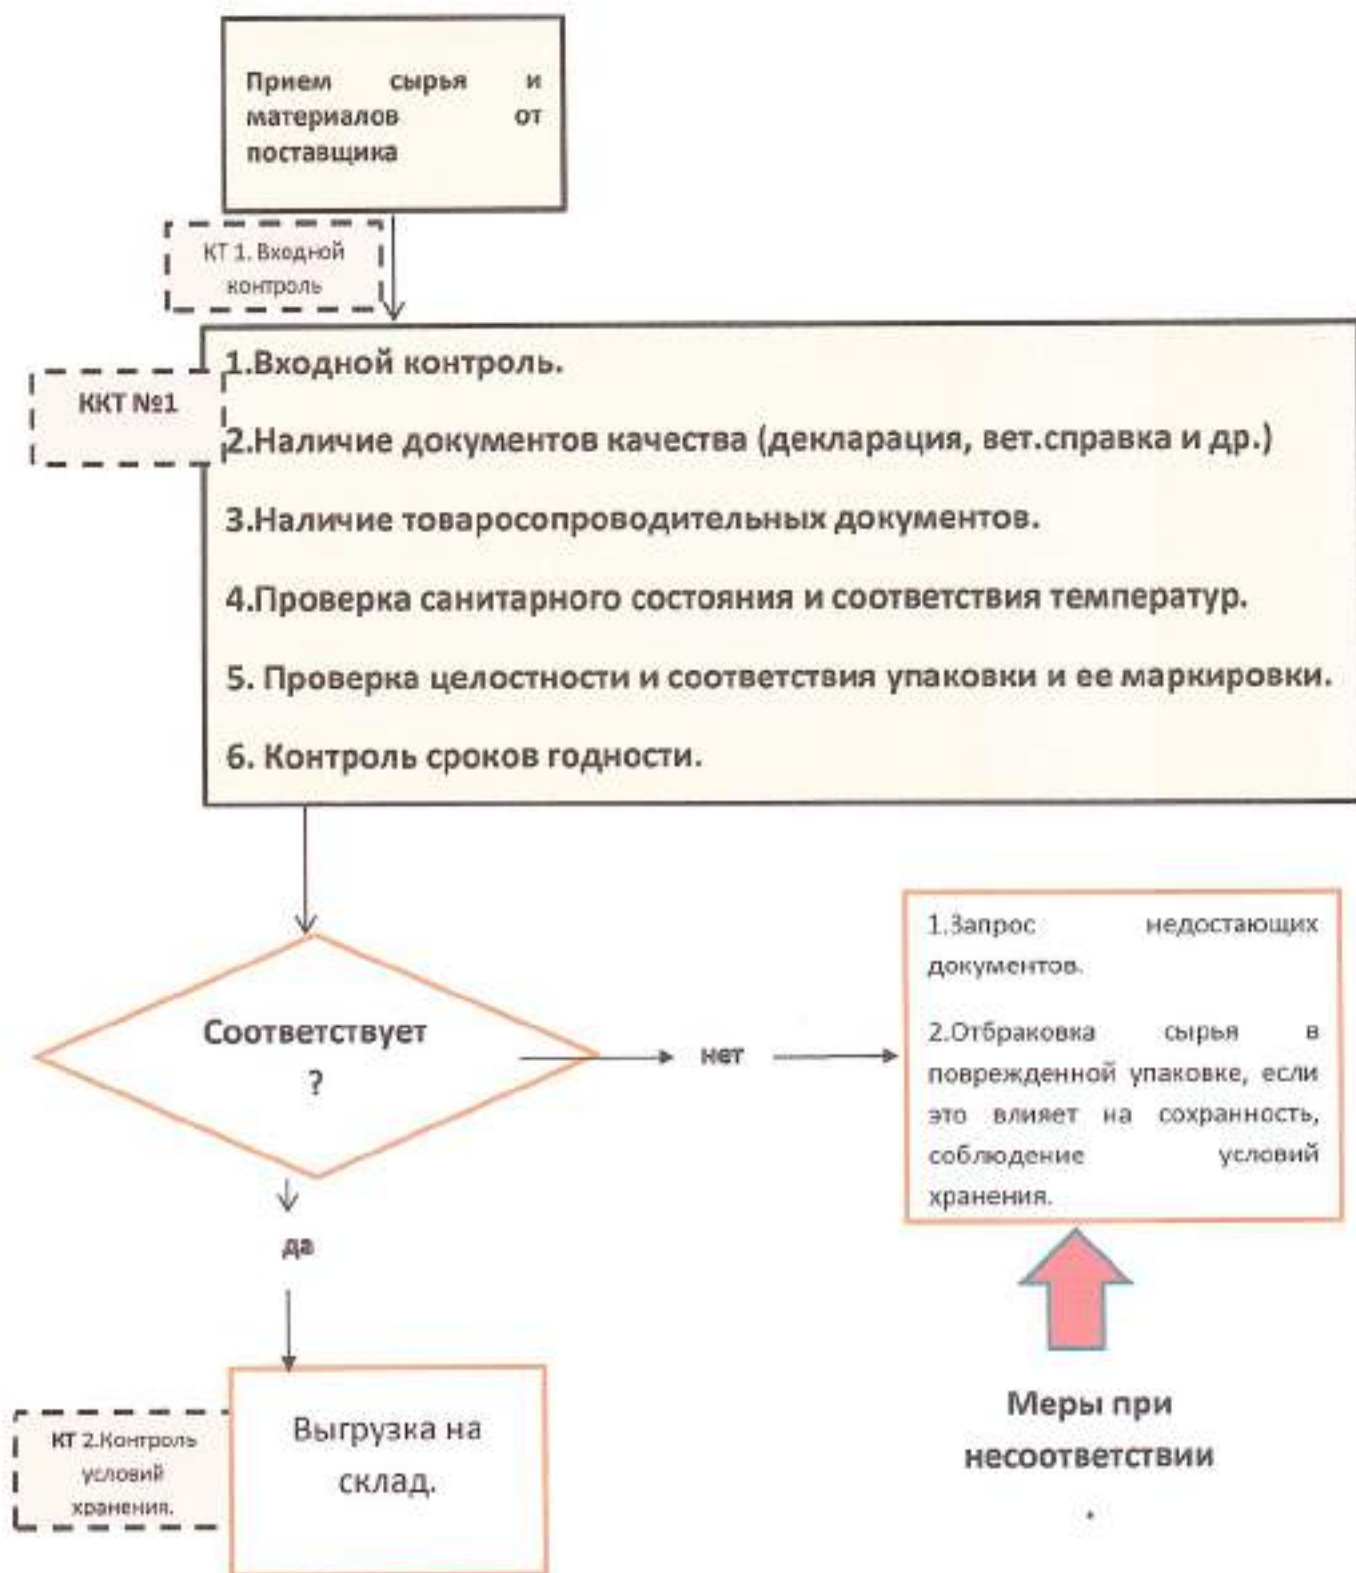 Прием сырья и
материалов от
поставщика
КТ 1. Входной
контроль
ККТ №1
1.Входной контроль.
2.Наличие документов качества (декларация, вет.справка и др.)
3.Наличие товаросопроводительных документов.
4.Проверка санитарного состояния и соответствия температур.
5. Проверка целостности и соответствия упаковки и ее маркировки.
6. Контроль сроков годности.
Соответствует
?
нет
1.Запрос недостающих
документов.
2.Отбраковка сырья в
поврежденной упаковке, если
это влияет на сохранность,
соблюдение условий
хранения.
да
Меры при
несоответствии
.
КТ 2.Контроль
условий
хранения.
Выгрузка на
склад.